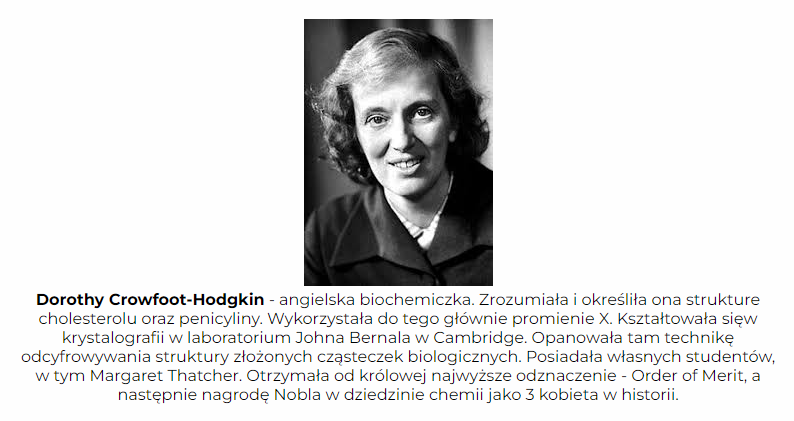 Dorothy Crowfoot-Hodgkin - angielska biochemiczka. Zrozumiała i określiła ona strukture
cholesterolu oraz penicyliny. Wykorzystała do tego głównie promienie X. Kształtowała sięw
krystalografii w laboratorium Johna Bernala w Cambridge. Opanowała tam technikę
odcyfrowywania struktury złożonych cząsteczek biologicznych. Posiadała własnych studentów,
w tym Margaret Thatcher. Otrzymała od królowej najwyższe odznaczenie - Order of Merit, a
następnie nagrodę Nobla w dziedzinie chemii jako 3 kobieta w historii.